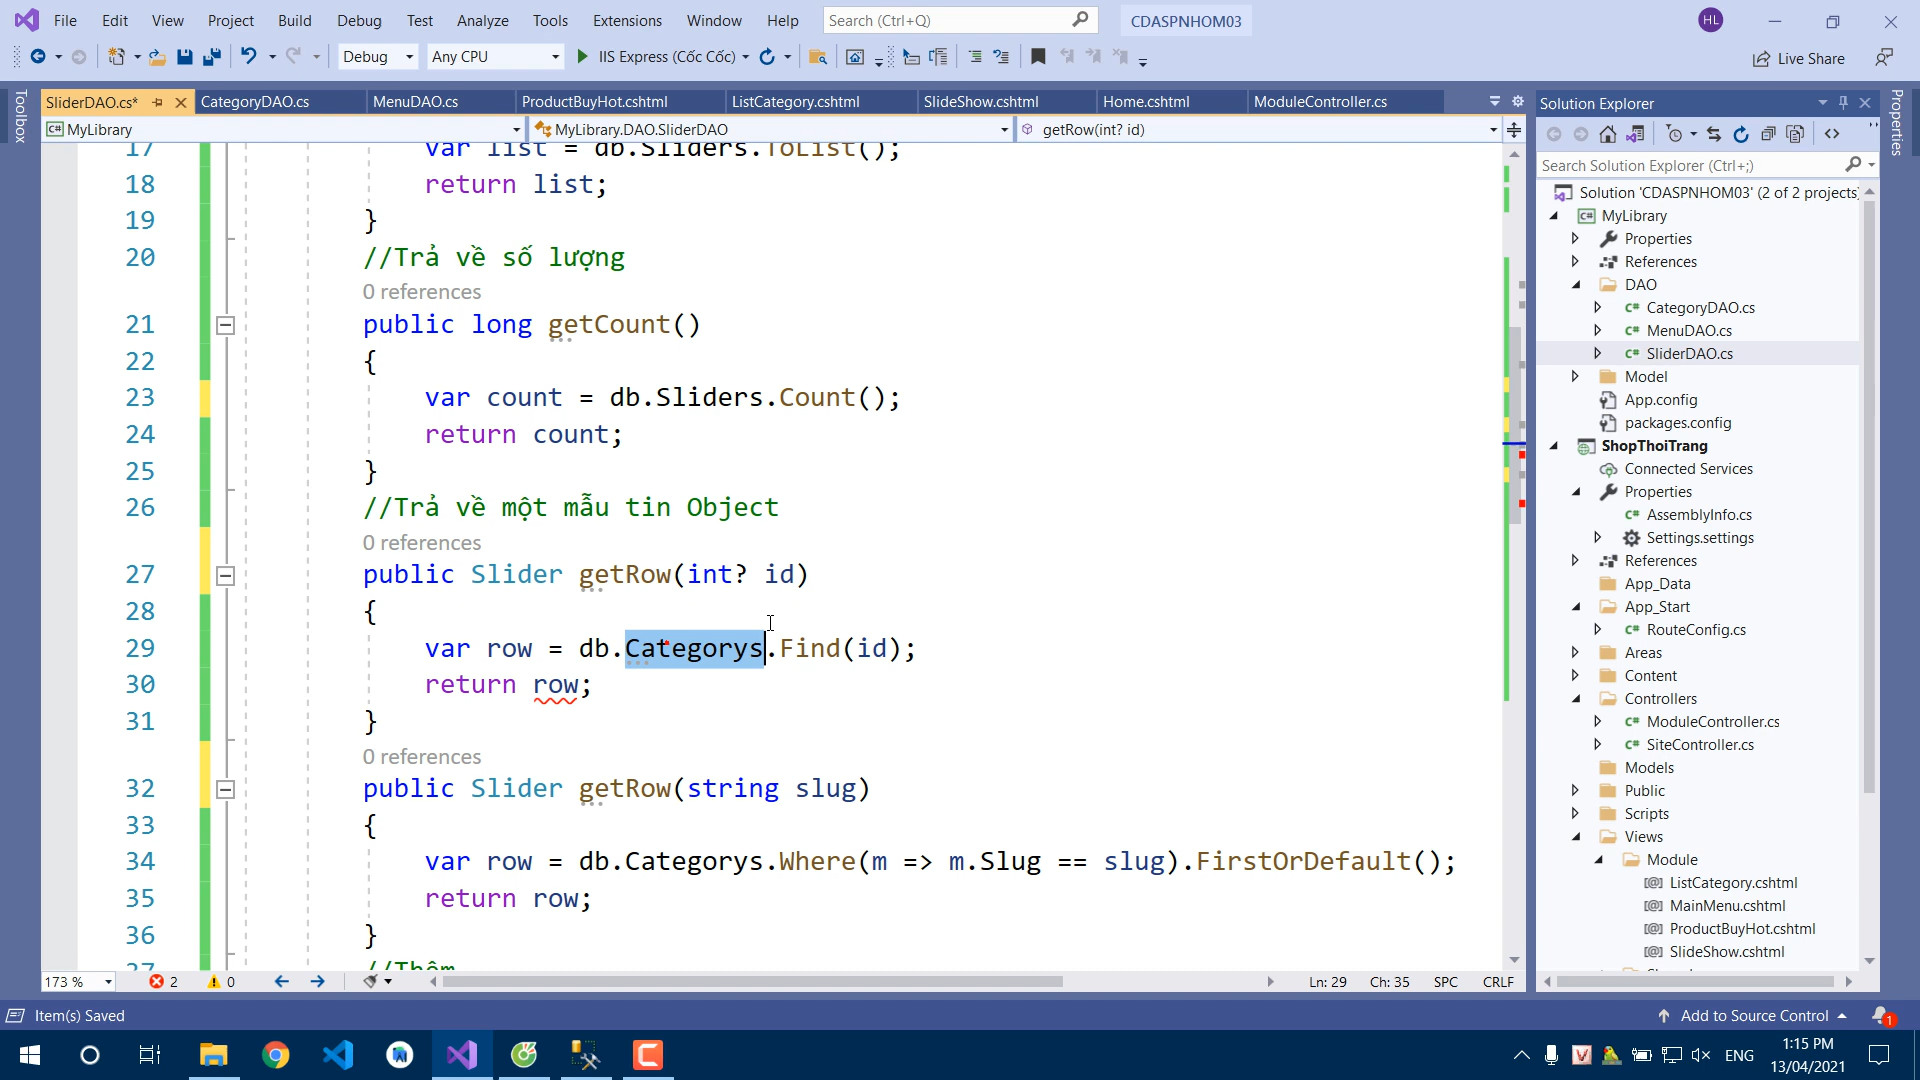 File Edit View Project Build Debug Test Analyze Tools Extensions Window Help Search (Ctrl+Q) CDASPNHOM03 HL
Debug Any CPU IIS Express (Cốc Cốc) Live Share
Toolbox
SliderDAO.cs* CategoryDAO.cs MenuDAO.cs ProductBuyHot.cshtml ListCategory.cshtml SlideShow.cshtml Home.cshtml ModuleController.cs
MyLibrary MyLibrary.DAO.SliderDAO getRow(int? id)
17 var list = db.Sliders.ToList();
18 return list;
19 }
20 //Trả về số lượng
0 references
21 public long getCount()
22 {
23 var count = db.Sliders.Count();
24 return count;
25 }
26 //Trả về một mẫu tin Object
0 references
27 public Slider getRow(int? id)
28 {
29 var row = db.Categorys.Find(id);
30 return row;
31 }
0 references
32 public Slider getRow(string slug)
33 {
34 var row = db.Categorys.Where(m => m.Slug == slug).FirstOrDefault();
35 return row;
36 }
37 //Thêm
173 % 2 0 Ln: 29 Ch: 35 SPC CRLF
Solution Explorer
Search Solution Explorer (Ctrl+;)
Solution 'CDASPNHOM03' (2 of 2 projects)
MyLibrary
Properties
References
DAO
CategoryDAO.cs
MenuDAO.cs
SliderDAO.cs
Model
App.config
packages.config
ShopThoiTrang
Connected Services
Properties
AssemblyInfo.cs
Settings.settings
References
App_Data
App_Start
RouteConfig.cs
Areas
Content
Controllers
ModuleController.cs
SiteController.cs
Models
Public
Scripts
Views
Module
ListCategory.cshtml
MainMenu.cshtml
ProductBuyHot.cshtml
SlideShow.cshtml
Properties
Item(s) Saved Add to Source Control 1
ENG 1:15 PM
13/04/2021